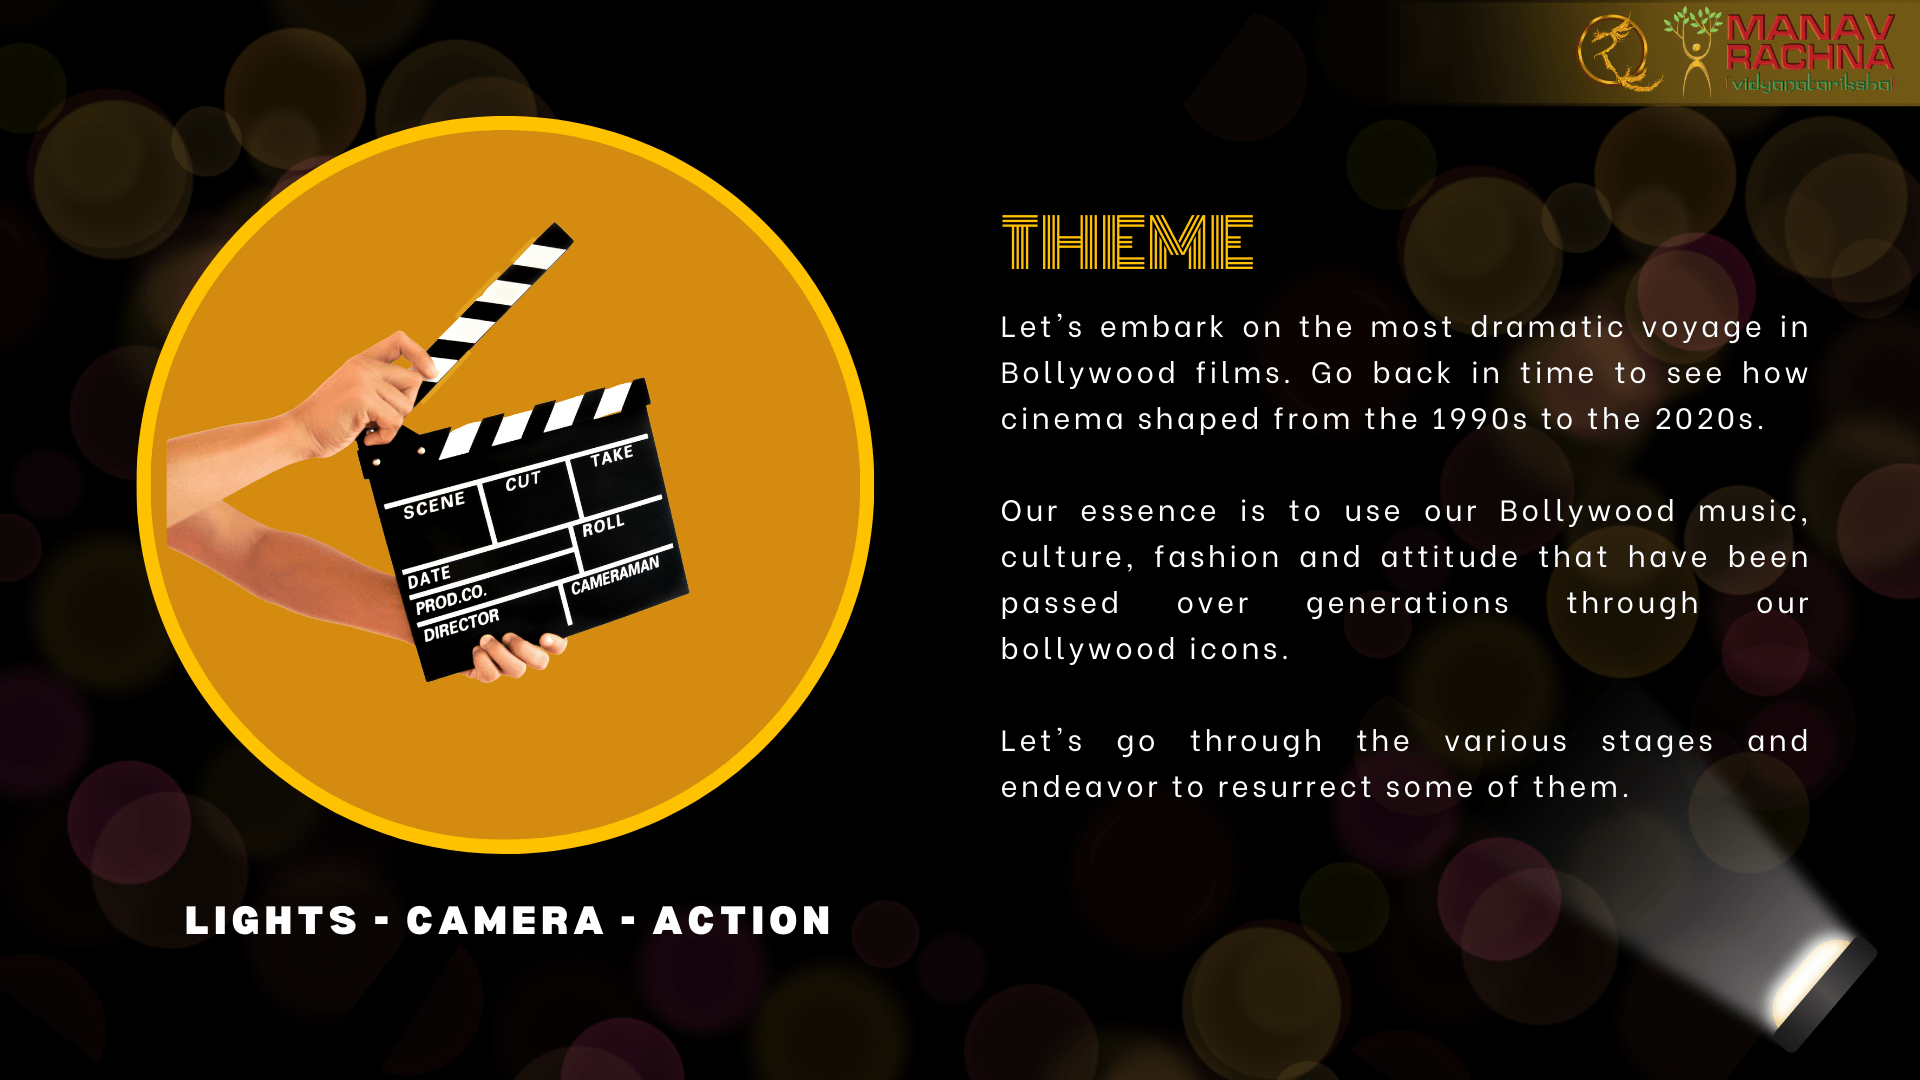 MANAV
RACHNA
vidyanatariksha
THEME
Let's embark on the most dramatic voyage in
Bollywood films. Go back in time to see how
cinema shaped from the 1990s to the 2020s.
Our essence is to use our Bollywood music,
culture, fashion and attitude that have been
passed over generations through our
bollywood icons.
Let's go through the various stages and
endeavor to resurrect some of them.
SCENE
CUT
TAKE
DATE
ROLL
PROD.CO.
DIRECTOR
CAMERAMAN
LIGHTS - CAMERA - ACTION